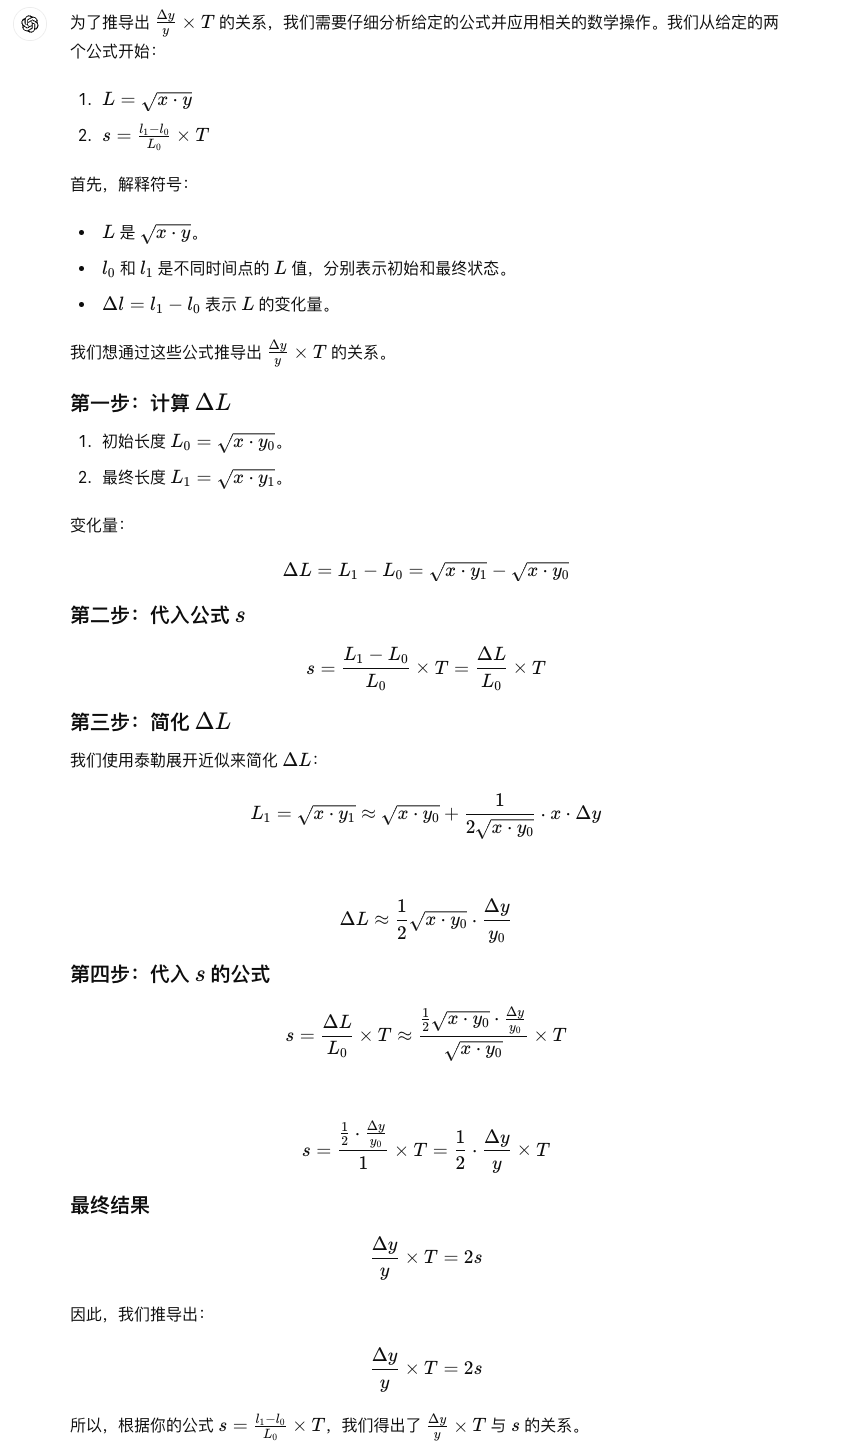 为了推导出 $\frac{\Delta y}{y} \times T$ 的关系，我们需要仔细分析给定的公式并应用相关的数学操作。我们从给定的两
个公式开始：
1. $L = \sqrt{x \cdot y}$
2. $s = \frac{l_1 - l_0}{L_0} \times T$
首先，解释符号：
• $L$ 是 $\sqrt{x \cdot y}$。
• $l_0$ 和 $l_1$ 是不同时间点的 $L$ 值，分别表示初始和最终状态。
• $\Delta l = l_1 - l_0$ 表示 $L$ 的变化量。
我们想通过这些公式推导出 $\frac{\Delta y}{y} \times T$ 的关系。
第一步：计算 $\Delta L$
1. 初始长度 $L_0 = \sqrt{x \cdot y_0}$。
2. 最终长度 $L_1 = \sqrt{x \cdot y_1}$。
变化量：
$\Delta L = L_1 - L_0 = \sqrt{x \cdot y_1} - \sqrt{x \cdot y_0}$
第二步：代入公式 $s$
$s = \frac{L_1 - L_0}{L_0} \times T = \frac{\Delta L}{L_0} \times T$
第三步：简化 $\Delta L$
我们使用泰勒展开近似来简化 $\Delta L$：
$L_1 = \sqrt{x \cdot y_1} \approx \sqrt{x \cdot y_0} + \frac{1}{2\sqrt{x \cdot y_0}} \cdot x \cdot \Delta y$
$\Delta L \approx \frac{1}{2}\sqrt{x \cdot y_0} \cdot \frac{\Delta y}{y_0}$
第四步：代入 $s$ 的公式
$s = \frac{\Delta L}{L_0} \times T \approx \frac{\frac{1}{2}\sqrt{x \cdot y_0} \cdot \frac{\Delta y}{y_0}}{\sqrt{x \cdot y_0}} \times T$
$s = \frac{\frac{1}{2} \cdot \frac{\Delta y}{y_0}}{1} \times T = \frac{1}{2} \cdot \frac{\Delta y}{y} \times T$
最终结果
$\frac{\Delta y}{y} \times T = 2s$
因此，我们推导出：
$\frac{\Delta y}{y} \times T = 2s$
所以，根据你的公式 $s = \frac{l_1 - l_0}{L_0} \times T$，我们得出了 $\frac{\Delta y}{y} \times T$ 与 $s$ 的关系。